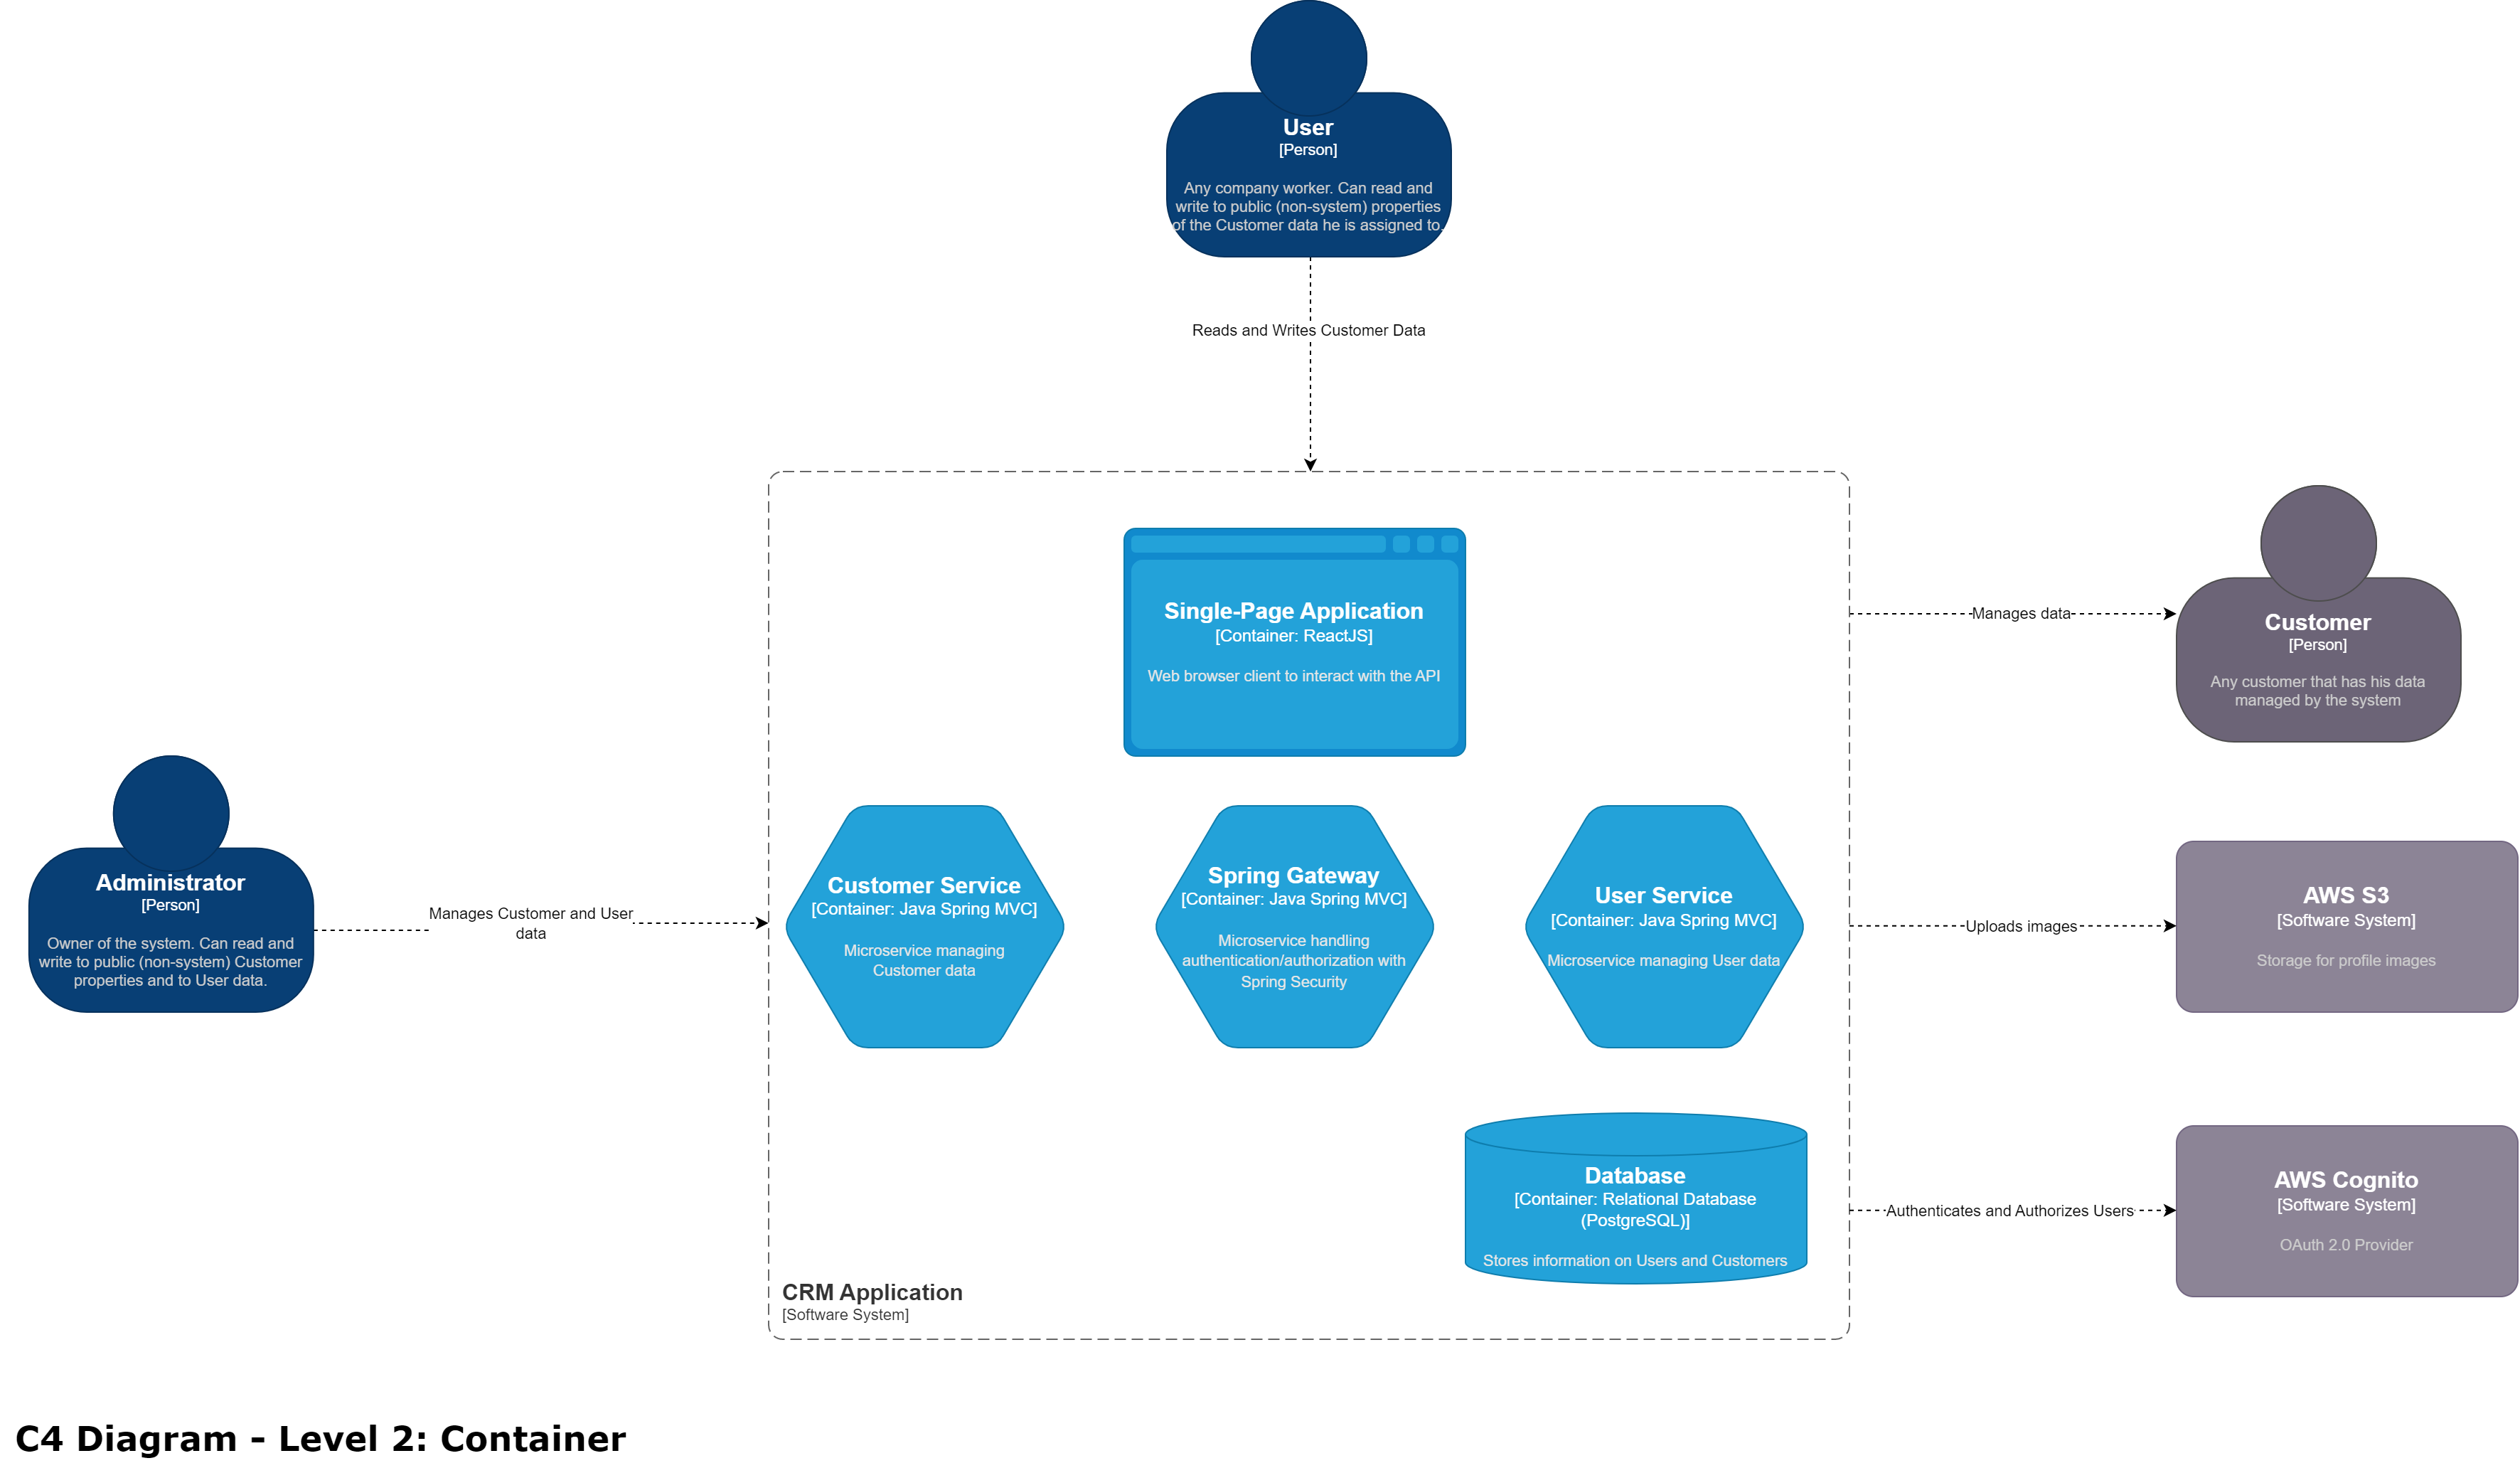 User
[Person]
Any company worker. Can read and
write to public (non-system) properties
of the Customer data he is assigned to.
Reads and Writes Customer Data
Single-Page Application
[Container: ReactJS]
Web browser client to interact with the API
Manages data
Customer
[Person]
Any customer that has his data
managed by the system
Administrator
[Person]
Owner of the system. Can read and
write to public (non-system) Customer
properties and to User data.
Manages Customer and User
data
Customer Service
[Container: Java Spring MVC]
Microservice managing
Customer data
Spring Gateway
[Container: Java Spring MVC]
Microservice handling
authentication/authorization with
Spring Security
User Service
[Container: Java Spring MVC]
Microservice managing User data
Uploads images
AWS S3
[Software System]
Storage for profile images
Database
[Container: Relational Database
(PostgreSQL)]
Stores information on Users and Customers
Authenticates and Authorizes Users
AWS Cognito
[Software System]
OAuth 2.0 Provider
CRM Application
[Software System]
C4 Diagram - Level 2: Container